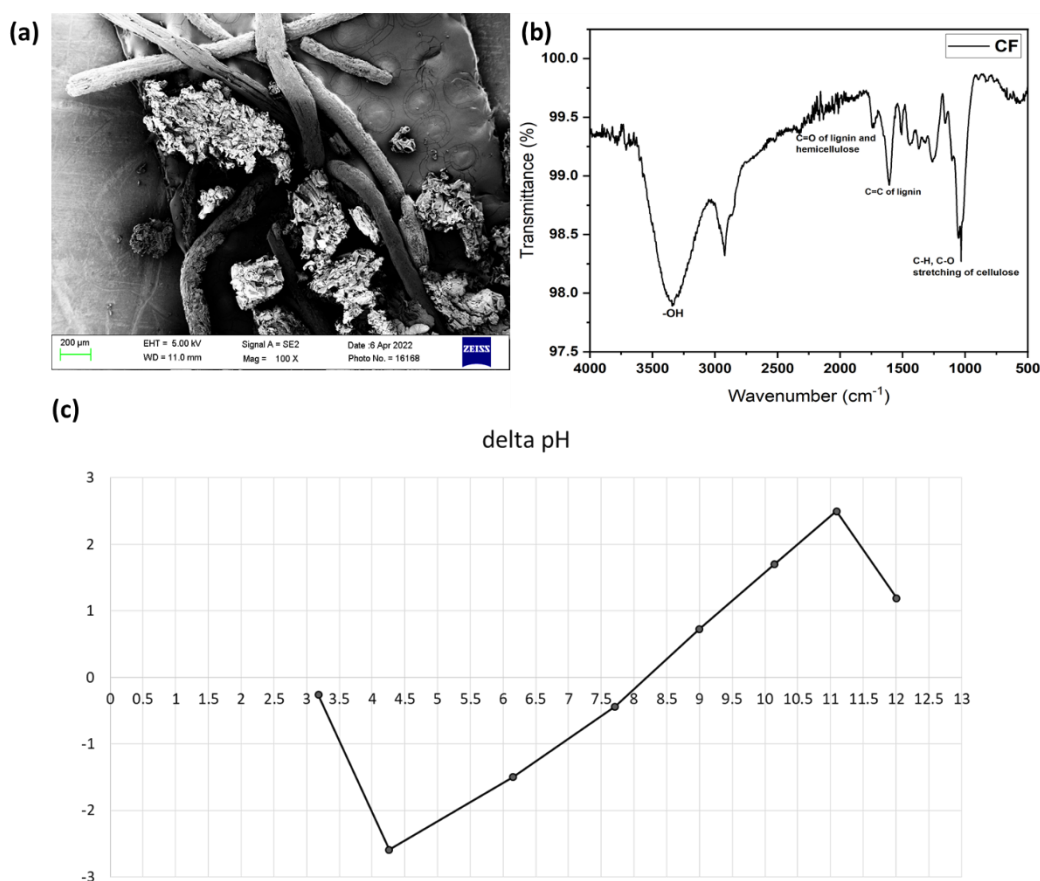 (a)
200 µm
EHT = 5.00 kV
WD = 11.0 mm
Signal A = SE2
Mag = 100 X
Date :6 Apr 2022
Photo No. = 16168
ZEISS
(b)
CF
100.0
99.5
99.0
98.5
98.0
97.5
Transmittance (%)
C=O of lignin and
hemicellulose
C=C of lignin
C-H, C-O
stretching of cellulose
-OH
4000 3500 3000 2500 2000 1500 1000 500
Wavenumber (cm⁻¹)
(c)
delta pH
3
2
1
0
-1
-2
-3
0 0.5 1 1.5 2 2.5 3 3.5 4 4.5 5 5.5 6 6.5 7 7.5 8 8.5 9 9.5 10 10.5 11 11.5 12 12.5 13